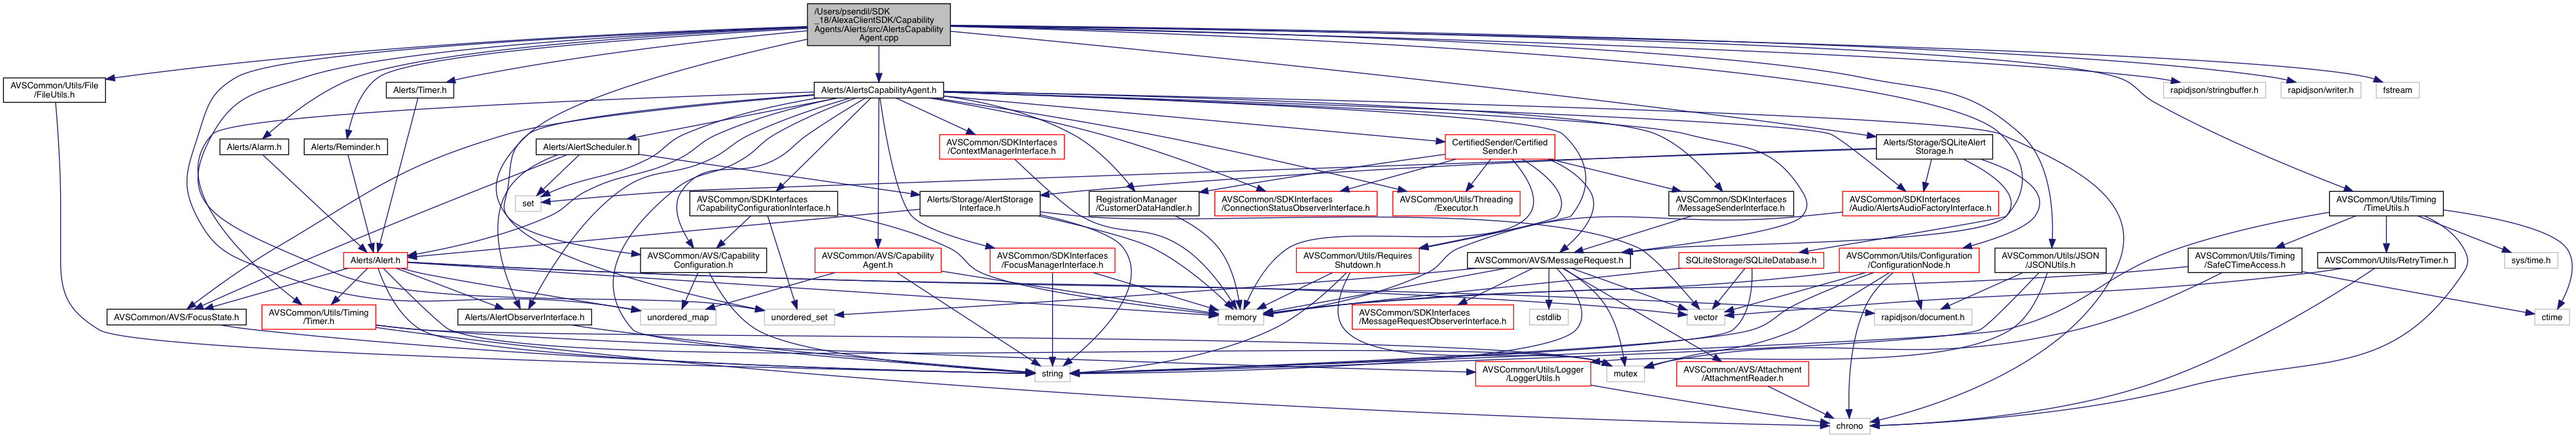 /Users/psendil/SDK
_18/AlexaClientSDK/Capability
Agents/Alerts/src/AlertsCapability
Agent.cpp
AVSCommon/Utils/File
/FileUtils.h
Alerts/Timer.h
Alerts/AlertsCapabilityAgent.h
rapidjson/stringbuffer.h
rapidjson/writer.h
fstream
Alerts/Alarm.h
Alerts/Reminder.h
Alerts/AlertScheduler.h
AVSCommon/SDKInterfaces
/ContextManagerInterface.h
CertifiedSender/Certified
Sender.h
Alerts/Storage/SQLiteAlert
Storage.h
set
AVSCommon/SDKInterfaces
/CapabilityConfigurationInterface.h
Alerts/Storage/AlertStorage
Interface.h
RegistrationManager
/CustomerDataHandler.h
AVSCommon/SDKInterfaces
/ConnectionStatusObserverInterface.h
AVSCommon/Utils/Threading
/Executor.h
AVSCommon/SDKInterfaces
/MessageSenderInterface.h
AVSCommon/SDKInterfaces
/Audio/AlertsAudioFactoryInterface.h
AVSCommon/Utils/Timing
/TimeUtils.h
Alerts/Alert.h
AVSCommon/AVS/Capability
Configuration.h
AVSCommon/AVS/Capability
Agent.h
AVSCommon/SDKInterfaces
/FocusManagerInterface.h
AVSCommon/Utils/Requires
Shutdown.h
AVSCommon/AVS/MessageRequest.h
SQLiteStorage/SQLiteDatabase.h
AVSCommon/Utils/Configuration
/ConfigurationNode.h
AVSCommon/Utils/JSON
/JSONUtils.h
AVSCommon/Utils/Timing
/SafeCTimeAccess.h
AVSCommon/Utils/RetryTimer.h
sys/time.h
AVSCommon/AVS/FocusState.h
AVSCommon/Utils/Timing
/Timer.h
Alerts/AlertObserverInterface.h
unordered_map
unordered_set
memory
AVSCommon/SDKInterfaces
/MessageRequestObserverInterface.h
cstdlib
vector
rapidjson/document.h
ctime
string
AVSCommon/Utils/Logger
/LoggerUtils.h
mutex
AVSCommon/AVS/Attachment
/AttachmentReader.h
chrono